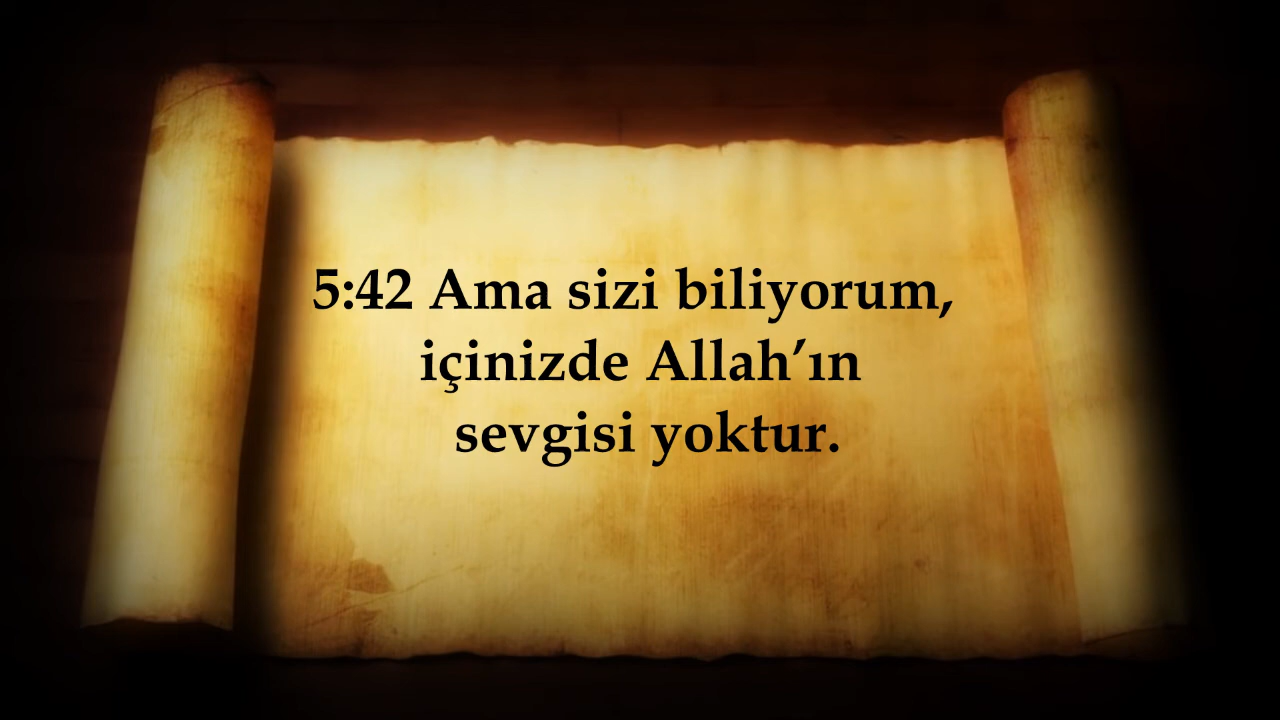 5:42 Ama sizi biliyorum,
içinizde Allah’ın
sevgisi yoktur.